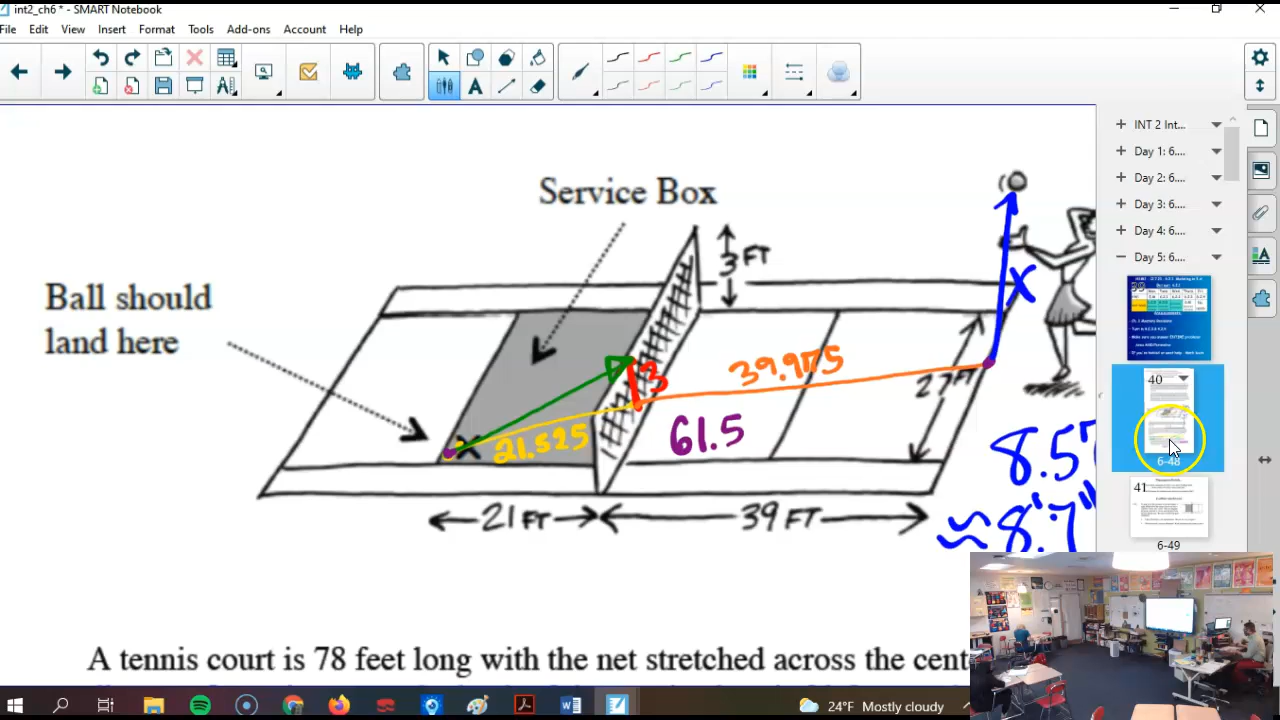 int2_ch6 * - SMART Notebook
File Edit View Insert Format Tools Add-ons Account Help
Service Box
3 FT
Ball should
land here
X
3
39.975
27 FT
X
21.525
61.5
8.57
≈ 8'.7"
21 FT
39 FT
A tennis court is 78 feet long with the net stretched across the cent
INT 2 Int...
Day 1: 6....
Day 2: 6....
Day 3: 6....
Day 4: 6....
Day 5: 6....
39
40
6-48
41
6-49
24°F Mostly cloudy